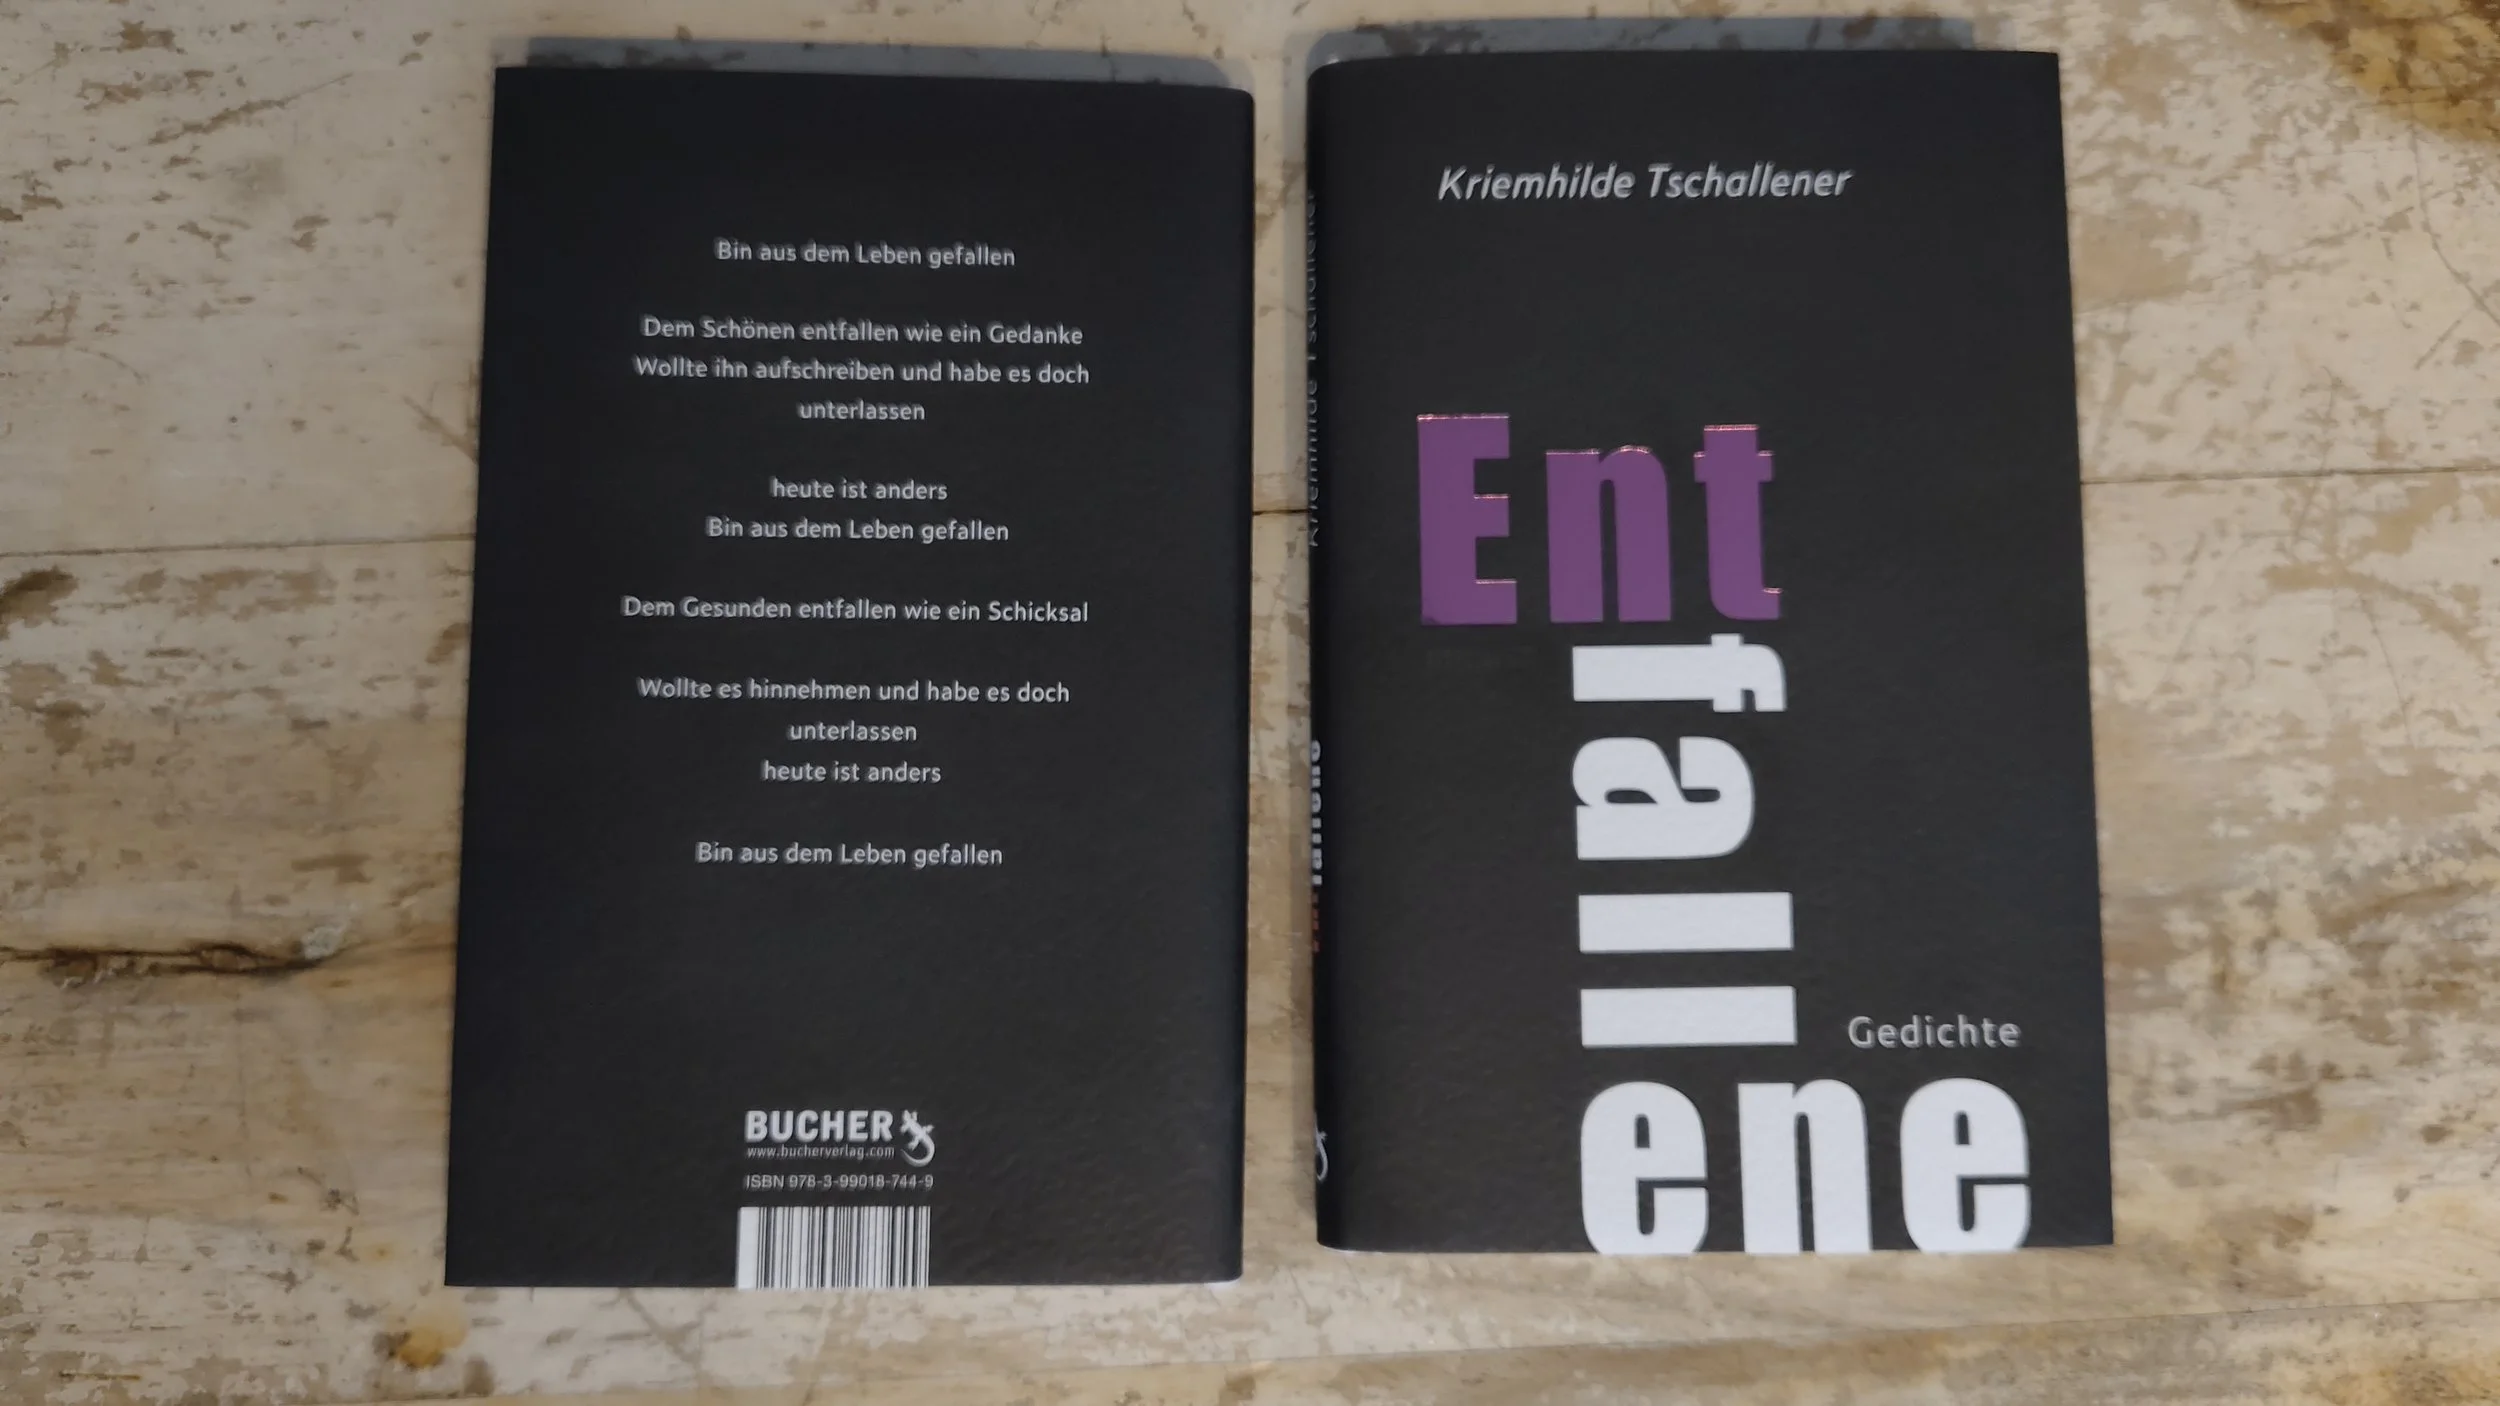 Bin aus dem Leben gefallen
Dem Schönen entfallen wie ein Gedanke
Wollte ihn aufschreiben und habe es doch
unterlassen
heute ist anders
Bin aus dem Leben gefallen
Dem Gesunden entfallen wie ein Schicksal
Wollte es hinnehmen und habe es doch
unterlassen
heute ist anders
Bin aus dem Leben gefallen
BUCHER
www.bucherverlag.com
ISBN 978-3-99018-744-9
Kriemhilde Tschallener
Kriemhilde Tschallener
Ent
fall
ene
Gedichte